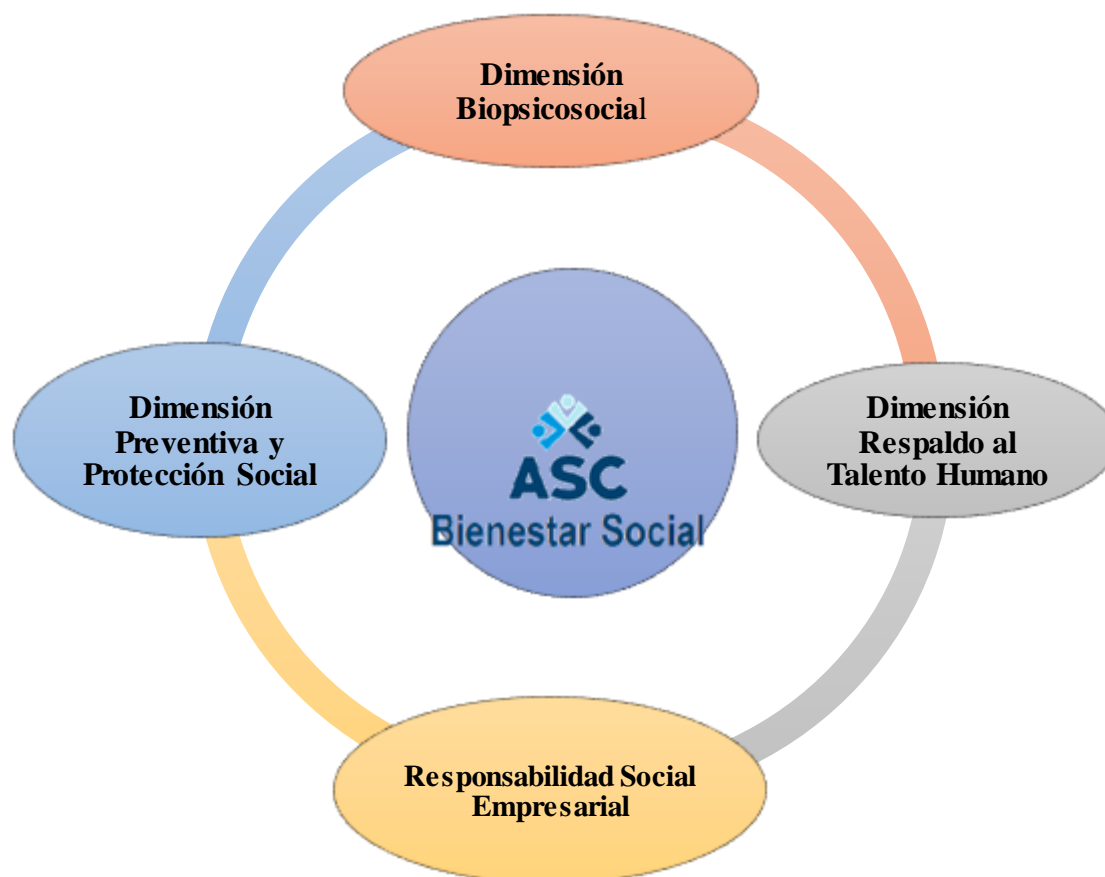 Dimensión
Biopsicosocial
Dimensión
Preventiva y
Protección Social
ASC
Bienestar Social
Dimensión
Respaldo al
Talento Humano
Responsabilidad Social
Empresarial